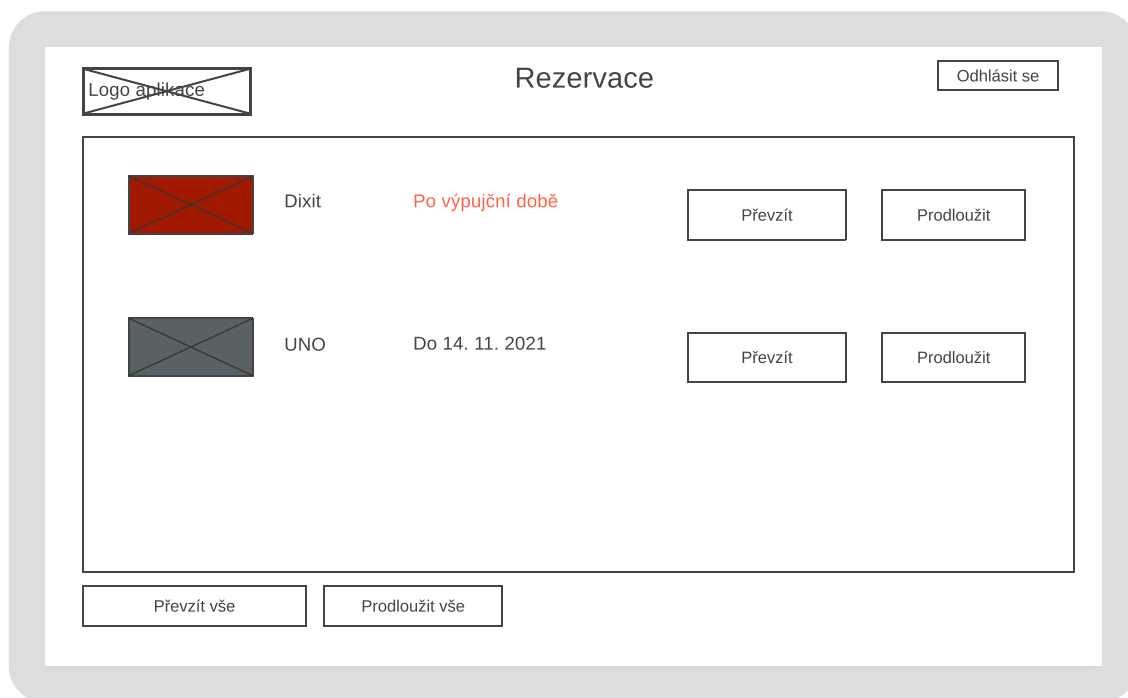 Logo aplikace
Rezervace
Odhlásit se
Dixit
Po výpujční době
Převzít
Prodloužit
UNO
Do 14. 11. 2021
Převzít
Prodloužit
Převzít vše
Prodloužit vše